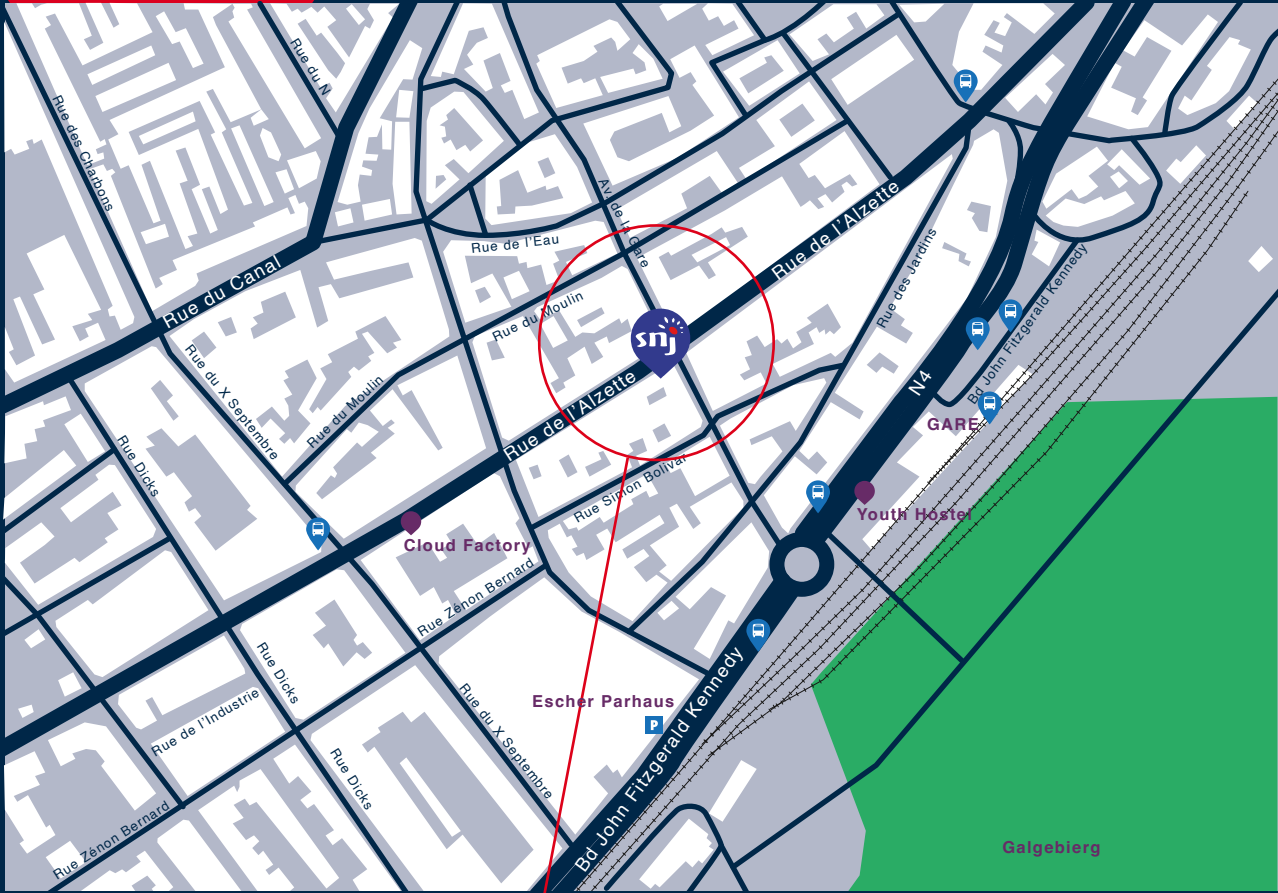 Rue du N
Rue des Charbons
Av. de la Gare
Rue de l'Alzette
Rue de l'Eau
Rue des Jardins
Rue du Canal
Bd John Fitzgerald Kennedy
Rue du Moulin
snj
Rue du X Septembre
Rue du Moulin
Rue de l'Alzette
N4
GARE
Rue Dicks
Rue Simon Bolivar
Youth Hostel
Cloud Factory
Rue Zénon Bernard
Rue Dicks
Escher Parhaus
P
Rue de l'Industrie
Rue du X Septembre
Bd John Fitzgerald Kennedy
Rue Dicks
Rue Zénon Bernard
Galgebierg